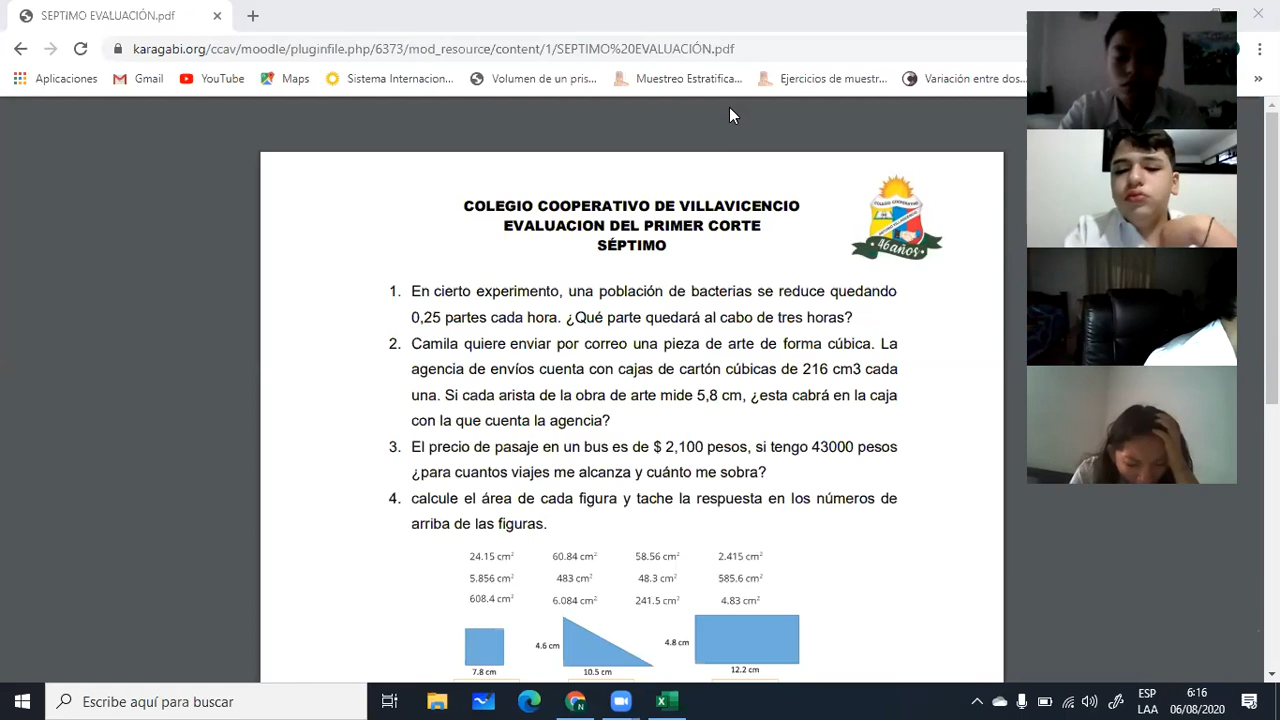 SEPTIMO EVALUACIÓN.pdf
karagabi.org/ccav/moodle/pluginfile.php/6373/mod_resource/content/1/SEPTIMO%20EVALUACIÓN.pdf
Aplicaciones Gmail YouTube Maps Sistema Internacion... Volumen de un pris... Muestreo Estratifica... Ejercicios de muestr... Variación entre dos...
COLEGIO COOPERATIVO DE VILLAVICENCIO
EVALUACION DEL PRIMER CORTE
SÉPTIMO
COLEGIO COOPERATIVO
46 años
1. En cierto experimento, una población de bacterias se reduce quedando
0,25 partes cada hora. ¿Qué parte quedará al cabo de tres horas?
2. Camila quiere enviar por correo una pieza de arte de forma cúbica. La
agencia de envíos cuenta con cajas de cartón cúbicas de 216 cm3 cada
una. Si cada arista de la obra de arte mide 5,8 cm, ¿esta cabrá en la caja
con la que cuenta la agencia?
3. El precio de pasaje en un bus es de $ 2,100 pesos, si tengo 43000 pesos
¿para cuantos viajes me alcanza y cuánto me sobra?
4. calcule el área de cada figura y tache la respuesta en los números de
arriba de las figuras.
24.15 cm² 60.84 cm² 58.56 cm² 2.415 cm²
5.856 cm² 483 cm² 48.3 cm² 585.6 cm²
608.4 cm² 6.084 cm² 241.5 cm² 4.83 cm²
4.6 cm 4.8 cm
7.8 cm 10.5 cm 12.2 cm
Escribe aquí para buscar
ESP 6:16
LAA 06/08/2020